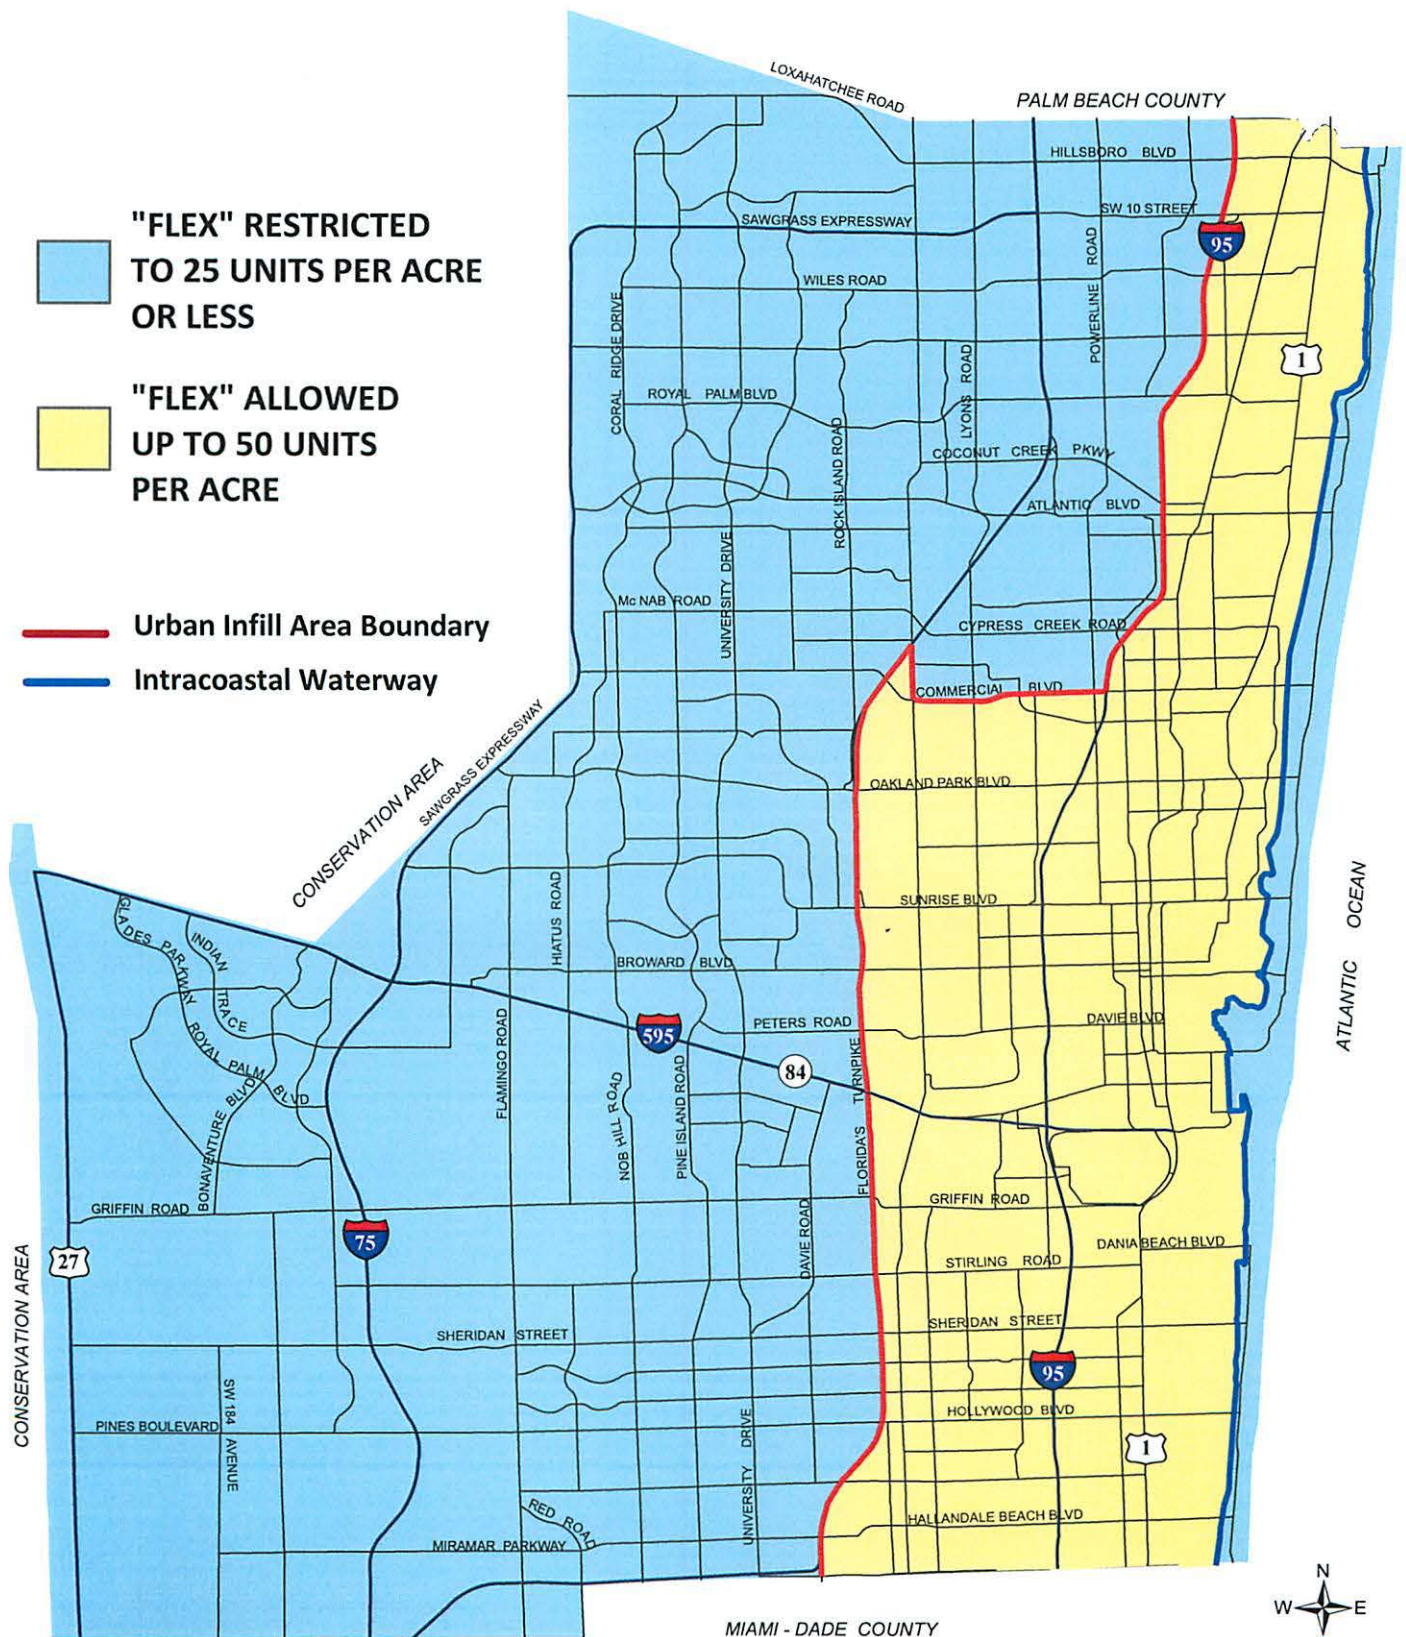 LOXAHATCHEE ROAD
PALM BEACH COUNTY
HILLSBORO BLVD
"FLEX" RESTRICTED
TO 25 UNITS PER ACRE
OR LESS
SW 10 STREET
SAWGRASS EXPRESSWAY
95
POWERLINE ROAD
WILES ROAD
CORAL RIDGE DRIVE
1
LYONS ROAD
"FLEX" ALLOWED
UP TO 50 UNITS
PER ACRE
ROYAL PALM BLVD
ROCK ISLAND ROAD
COCONUT CREEK PKWY
ATLANTIC BLVD
UNIVERSITY DRIVE
Mc NAB ROAD
Urban Infill Area Boundary
CYPRESS CREEK ROAD
Intracoastal Waterway
COMMERCIAL BLVD
SAWGRASS EXPRESSWAY
CONSERVATION AREA
OAKLAND PARK BLVD
ATLANTIC OCEAN
SUNRISE BLVD
HIATUS ROAD
GLADES PARKWAY
INDIAN TRACE
BROWARD BLVD
PETERS ROAD
DAVIE BLVD
595
84
ROYAL PALM BLVD
FLAMINGO ROAD
FLORIDA'S TURNPIKE
BONAVENTURE BLVD
NOB HILL ROAD
PINE ISLAND ROAD
GRIFFIN ROAD
GRIFFIN ROAD
75
DAVIE ROAD
DANIA BEACH BLVD
27
STIRLING ROAD
CONSERVATION AREA
SHERIDAN STREET
SHERIDAN STREET
95
SW 184 AVENUE
PINES BOULEVARD
HOLLYWOOD BLVD
1
UNIVERSITY DRIVE
RED ROAD
HALLANDALE BEACH BLVD
MIRAMAR PARKWAY
N
W E
S
MIAMI - DADE COUNTY